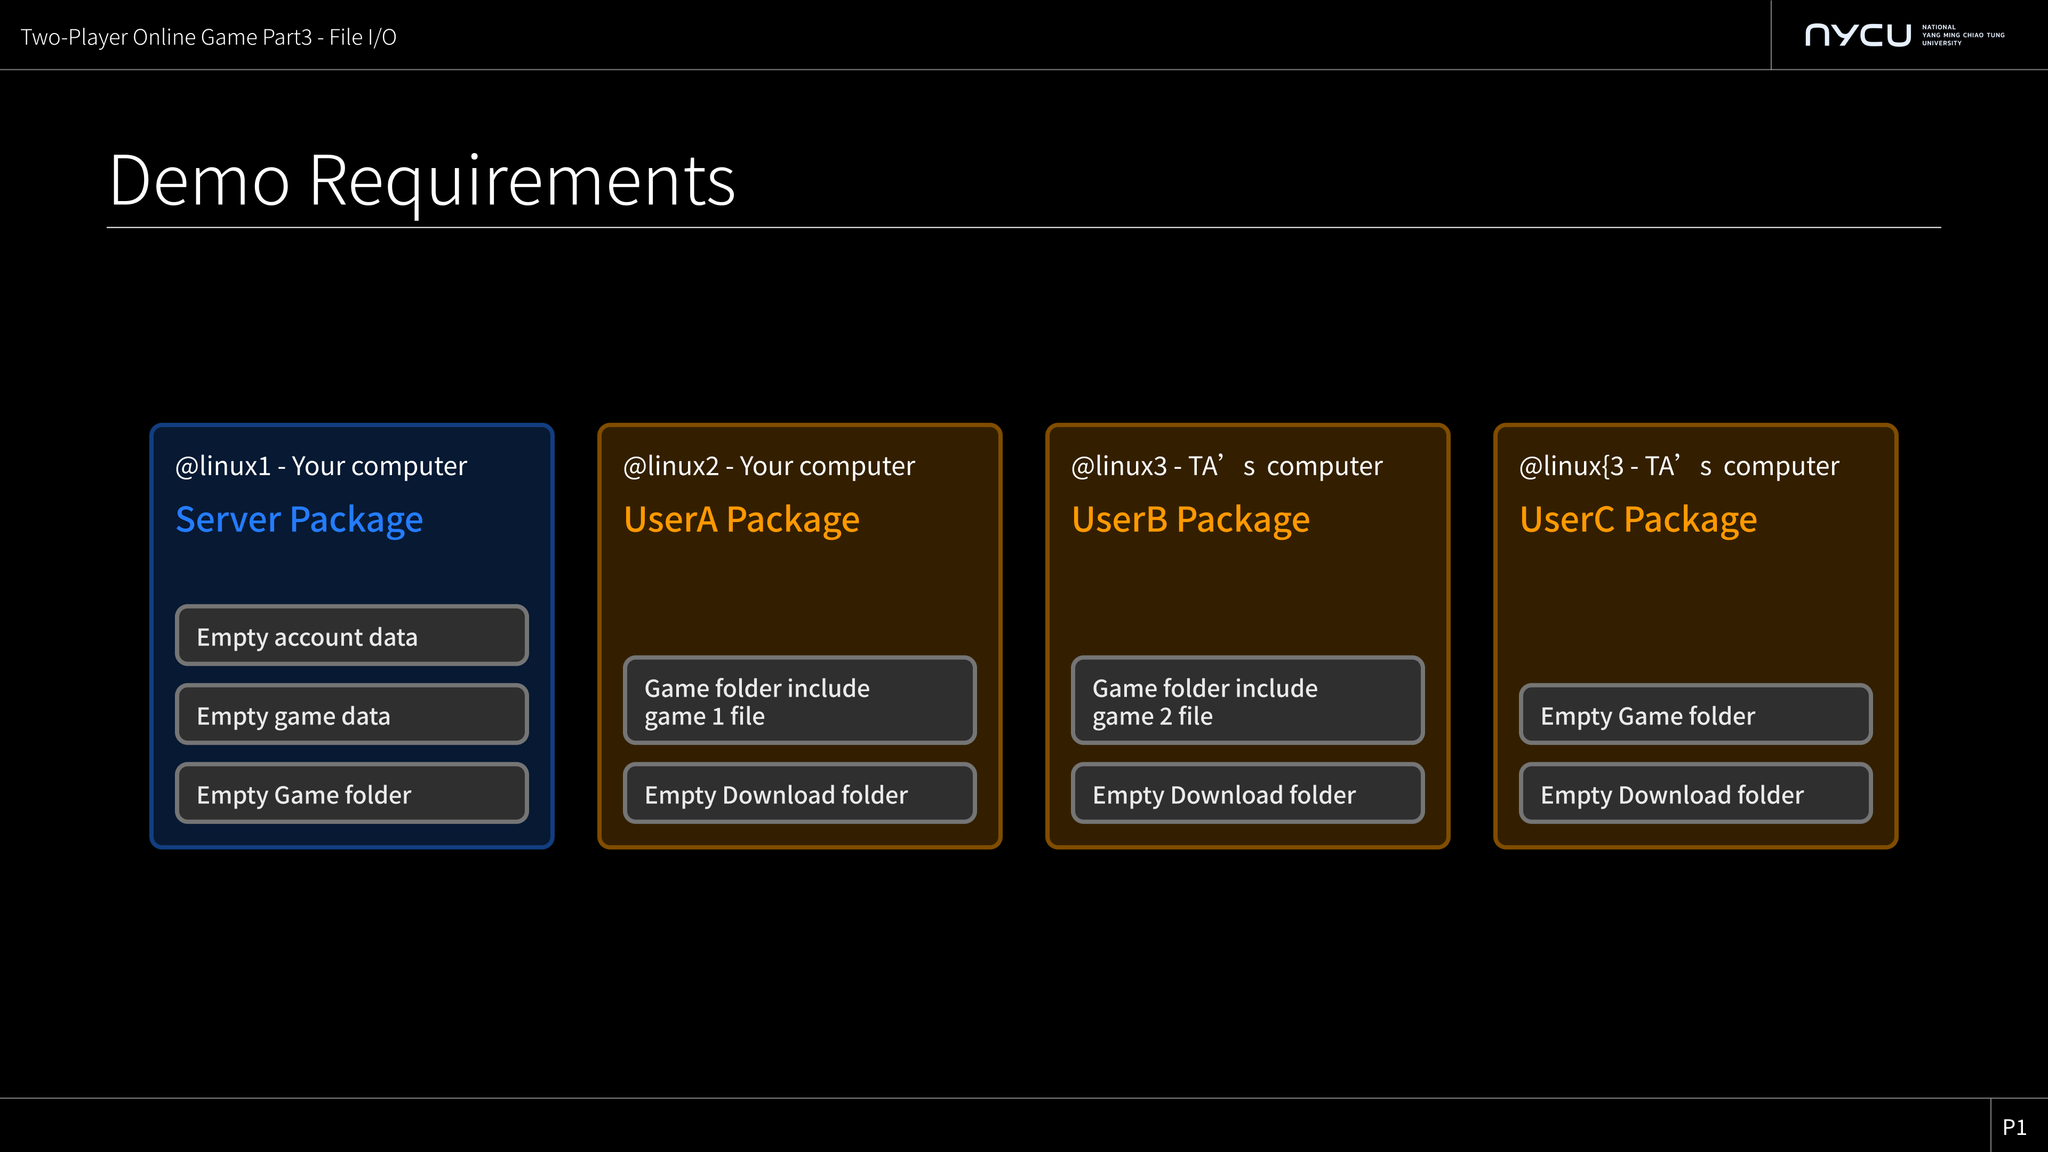 Two-Player Online Game Part3 - File I/O
NYCU
NATIONAL
YANG MING CHIAO TUNG
UNIVERSITY
Demo Requirements
@linux1 - Your computer
Server Package
Empty account data
Empty game data
Empty Game folder
@linux2 - Your computer
UserA Package
Game folder include
game 1 file
Empty Download folder
@linux3 - TA’s computer
UserB Package
Game folder include
game 2 file
Empty Download folder
@linux{3 - TA’s computer
UserC Package
Empty Game folder
Empty Download folder
P1